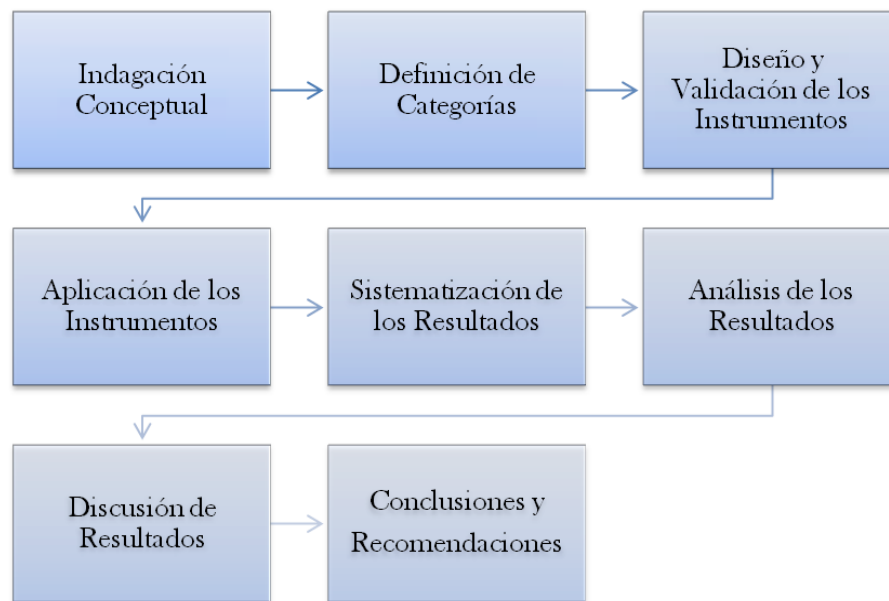 Indagación
Conceptual
Definición de
Categorías
Diseño y
Validación de los
Instrumentos
Aplicación de los
Instrumentos
Sistematización de
los Resultados
Análisis de los
Resultados
Discusión de
Resultados
Conclusiones y
Recomendaciones